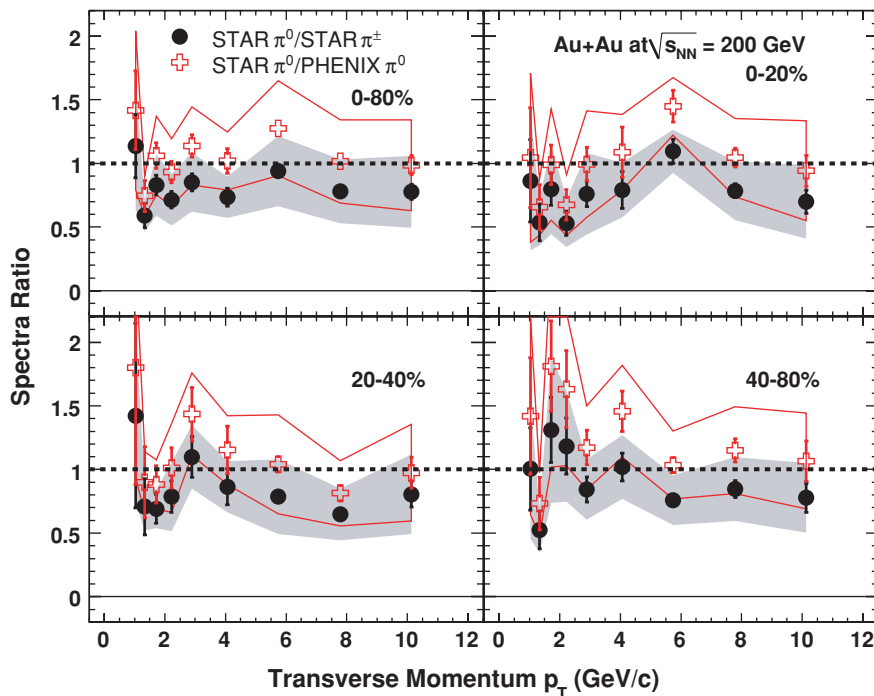 STAR π⁰/STAR π±
STAR π⁰/PHENIX π⁰
0-80%
Au+Au at √s_NN = 200 GeV
0-20%
20-40%
40-80%
2
1.5
1
0.5
0
2
1.5
1
0.5
0
Spectra Ratio
0 2 4 6 8 10 12
0 2 4 6 8 10 12
Transverse Momentum p_T (GeV/c)